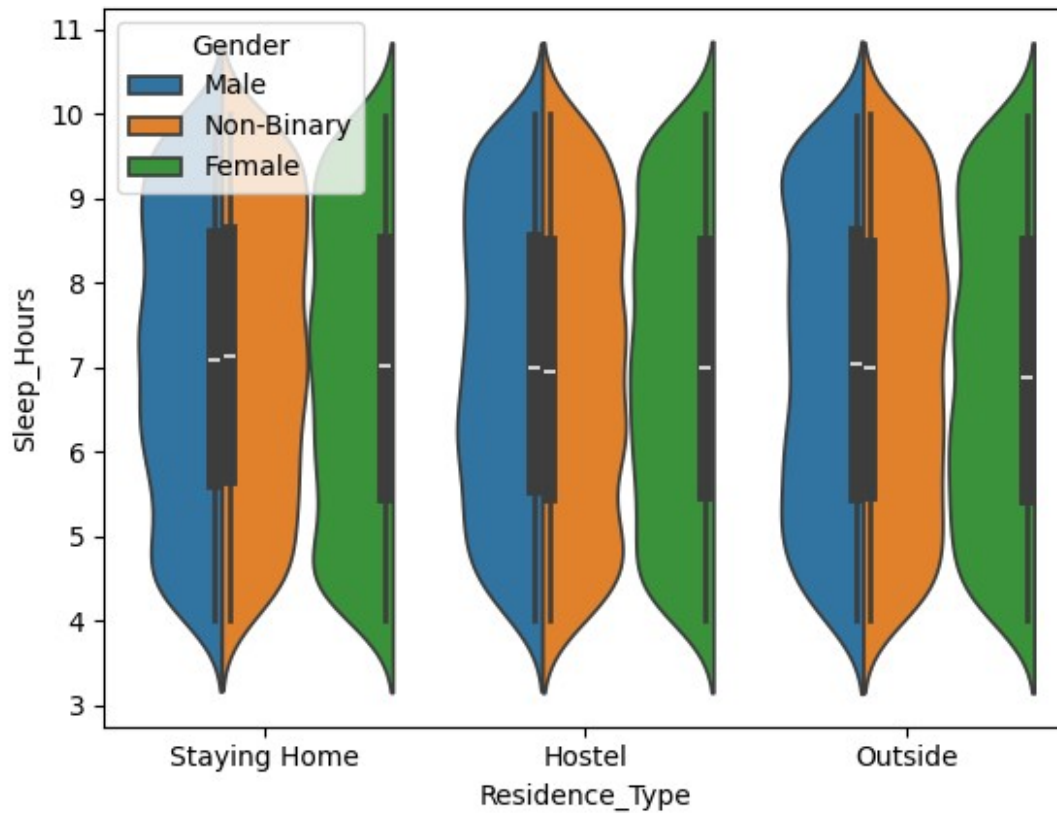 Gender
Male
Non-Binary
Female
11
10
9
8
7
6
5
4
3
Sleep_Hours
Staying Home
Hostel
Outside
Residence_Type